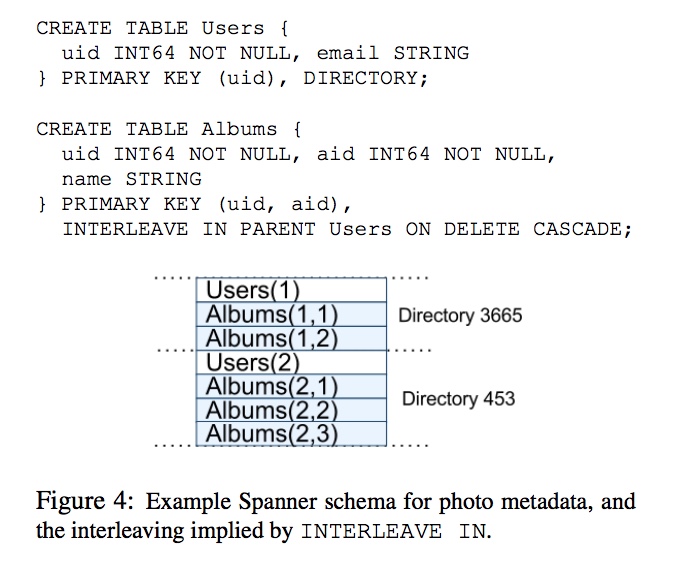 CREATE TABLE Users {
uid INT64 NOT NULL, email STRING
} PRIMARY KEY (uid), DIRECTORY;
CREATE TABLE Albums {
uid INT64 NOT NULL, aid INT64 NOT NULL,
name STRING
} PRIMARY KEY (uid, aid),
INTERLEAVE IN PARENT Users ON DELETE CASCADE;
Users(1)
Albums(1,1)
Directory 3665
Albums(1,2)
Users(2)
Albums(2,1)
Directory 453
Albums(2,2)
Albums(2,3)
Figure 4: Example Spanner schema for photo metadata, and
the interleaving implied by INTERLEAVE IN.